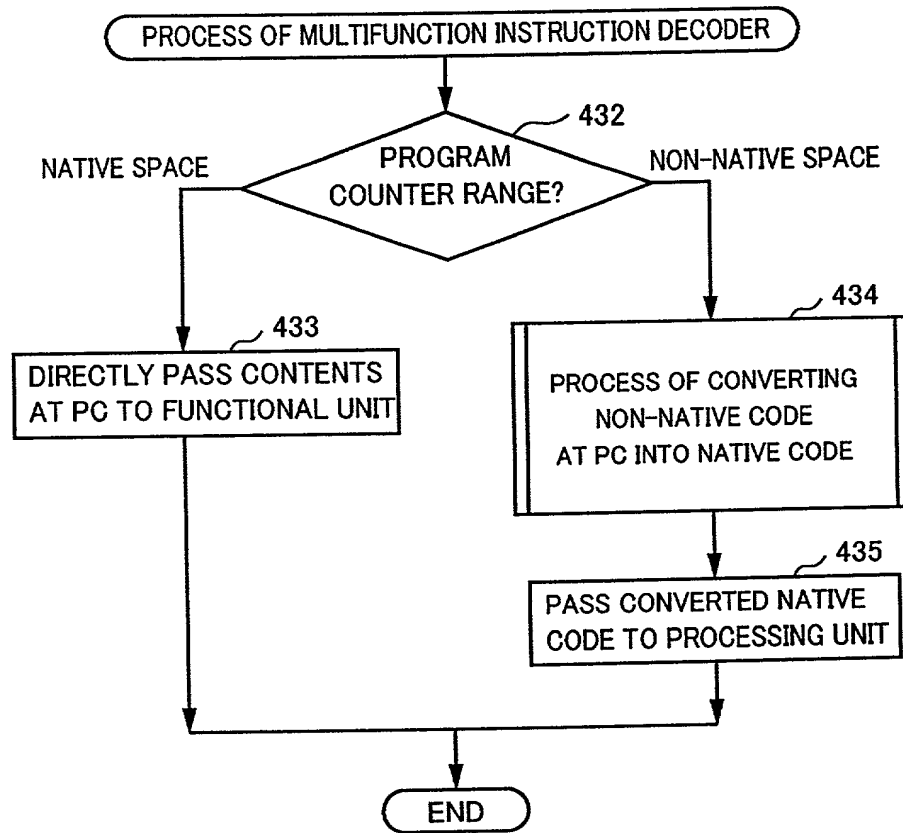 PROCESS OF MULTIFUNCTION INSTRUCTION DECODER
432
NATIVE SPACE
PROGRAM
COUNTER RANGE?
NON-NATIVE SPACE
433
DIRECTLY PASS CONTENTS
AT PC TO FUNCTIONAL UNIT
434
PROCESS OF CONVERTING
NON-NATIVE CODE
AT PC INTO NATIVE CODE
435
PASS CONVERTED NATIVE
CODE TO PROCESSING UNIT
END